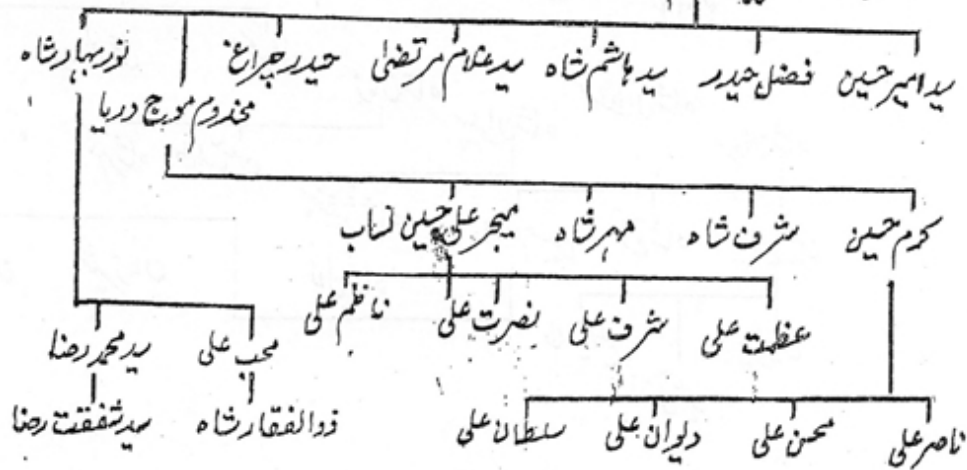 سید امیر حسین فضل حیدر سید ہاشم شاہ سید غلام مرتضیٰ حیدر چراغ نور بہار شاہ
مخدوم موج دریا
کرم حسین شرف شاہ مہر شاہ میجر علی حسین نساب
عظمت علی شرف علی نصرت علی ناظم علی
محب علی سید محمد رضا
ذوالفقار شاہ سید شفقت رضا
ناصر علی محسن علی دیوان علی سلطان علی